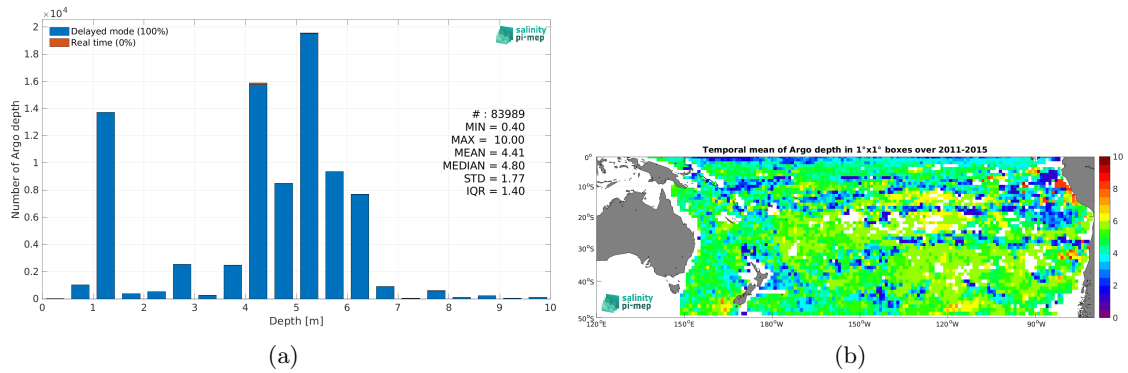 ×10⁴
2
1.8
1.6
1.4
1.2
1
0.8
0.6
0.4
0.2
0
Number of Argo depth
Delayed mode (100%)
Real time (0%)
salinity
pi-mep
# : 83989
MIN = 0.40
MAX = 10.00
MEAN = 4.41
MEDIAN = 4.80
STD = 1.77
IQR = 1.40
0 1 2 3 4 5 6 7 8 9 10
Depth [m]
(a)
Temporal mean of Argo depth in 1°x1° boxes over 2011-2015
0°
10°S
20°S
30°S
40°S
50°S
salinity
pi-mep
120°E 150°E 180°W 150°W 120°W 90°W
10
9
8
7
6
5
4
3
2
1
0
(b)